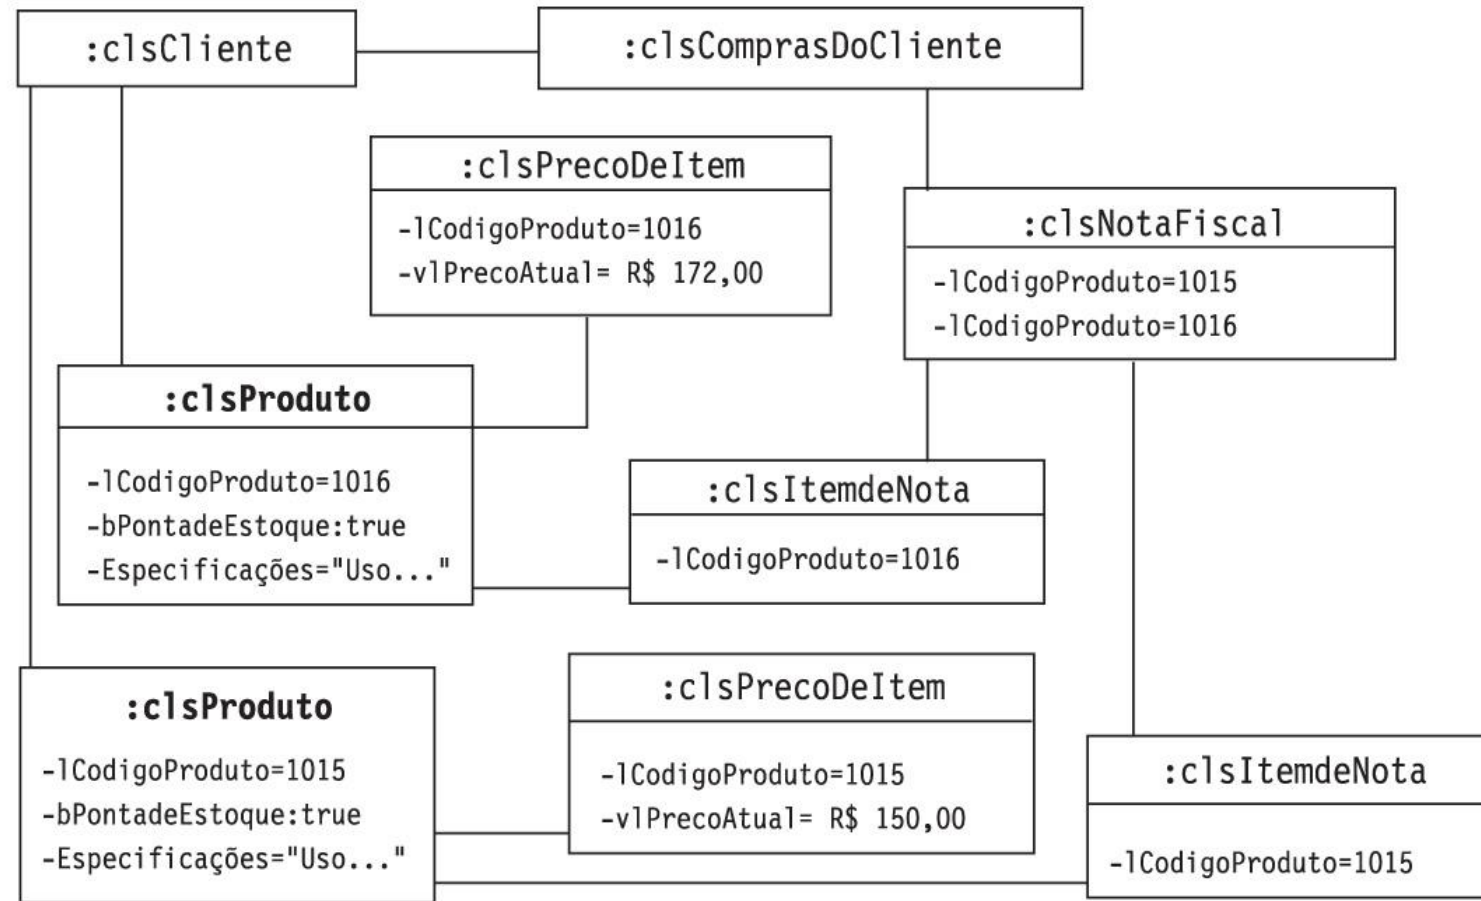 :clsCliente
:clsComprasDoCliente
:clsPrecoDeItem
-lCodigoProduto=1016
-vlPrecoAtual= R$ 172,00
:clsNotaFiscal
-lCodigoProduto=1015
-lCodigoProduto=1016
:clsProduto
-lCodigoProduto=1016
-bPontadeEstoque:true
-Especificações="Uso..."
:clsItemdeNota
-lCodigoProduto=1016
:clsProduto
-lCodigoProduto=1015
-bPontadeEstoque:true
-Especificações="Uso..."
:clsPrecoDeItem
-lCodigoProduto=1015
-vlPrecoAtual= R$ 150,00
:clsItemdeNota
-lCodigoProduto=1015